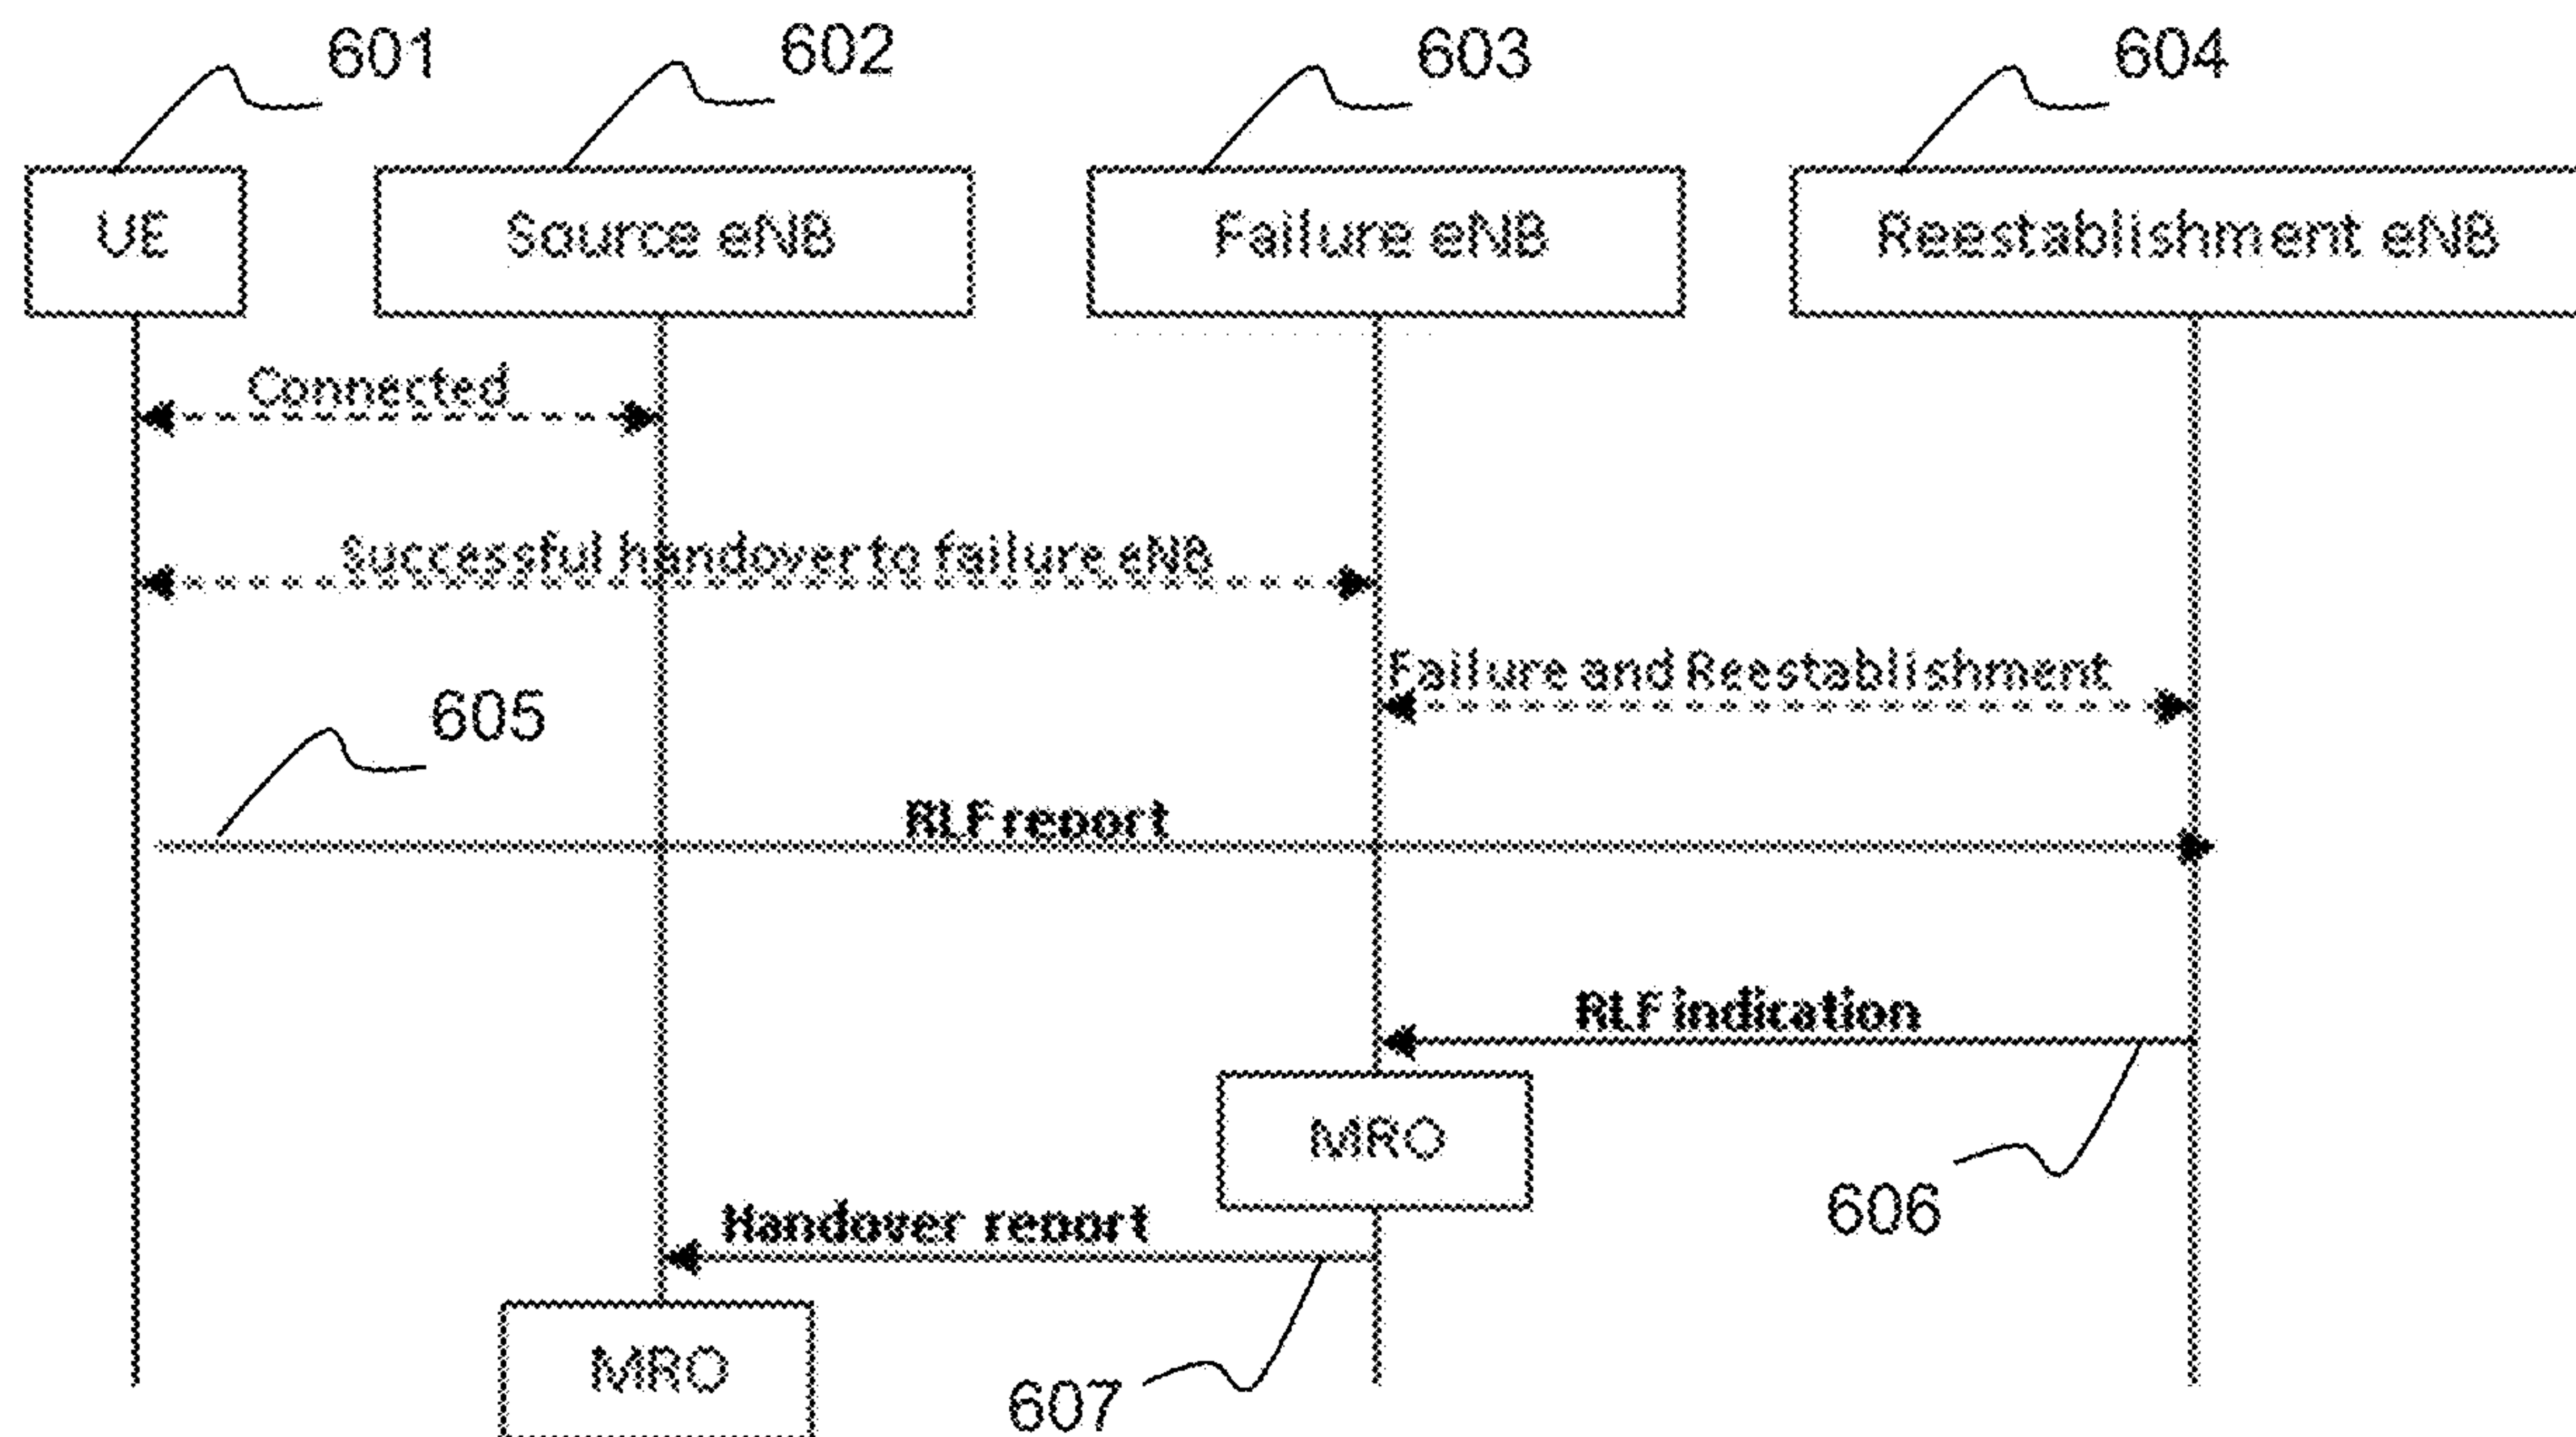 601
602
603
604
UE
Source eNB
Failure eNB
Reestablishment eNB
Connected
Successful handover to failure eNB
Failure and Reestablishment
605
RLF report
RLF indication
MRO
606
Handover report
MRO
607